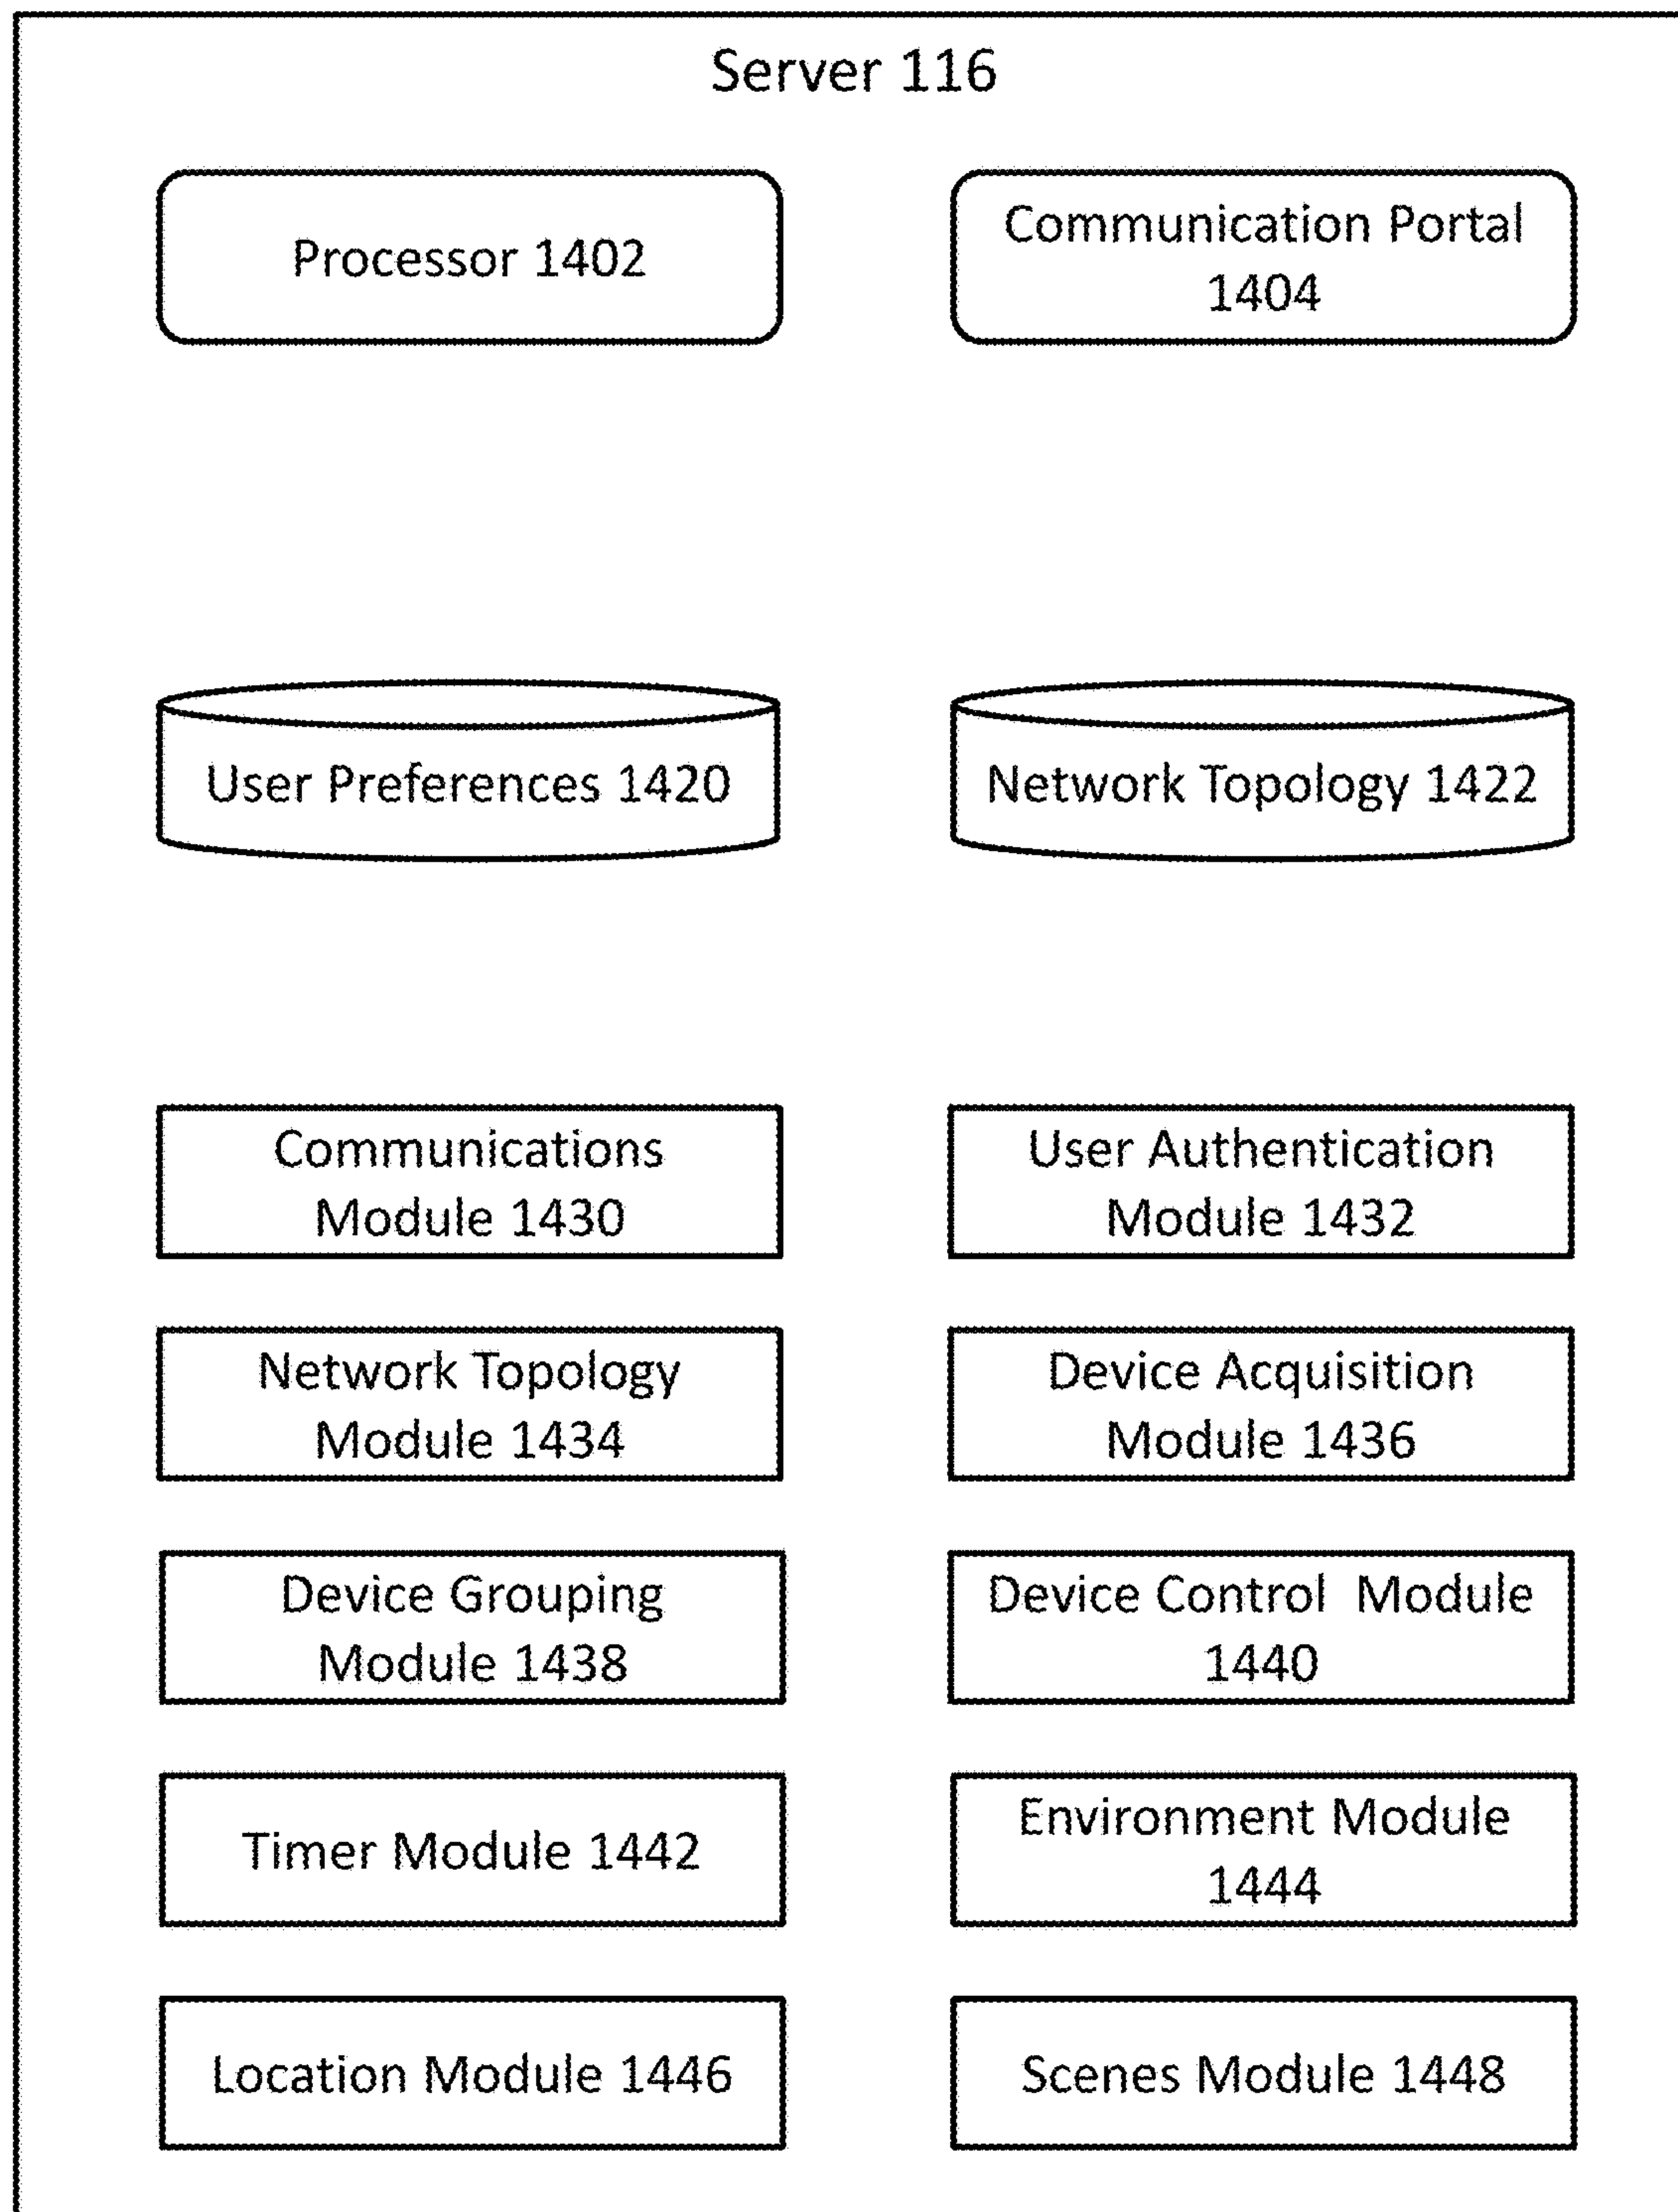 Server 116
Processor 1402
Communication Portal
1404
User Preferences 1420
Network Topology 1422
Communications
Module 1430
User Authentication
Module 1432
Network Topology
Module 1434
Device Acquisition
Module 1436
Device Grouping
Module 1438
Device Control  Module
1440
Timer Module 1442
Environment Module
1444
Location Module 1446
Scenes Module 1448